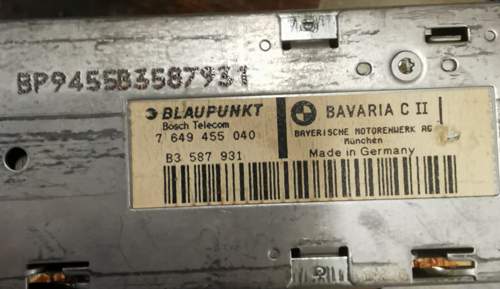 BP9455B3587931
BLAUPUNKT
Bosch Telecom
7 649 455 040
B3 587 931
BAVARIA C II
BAYERISCHE MOTORENWERK AG
München
Made in Germany